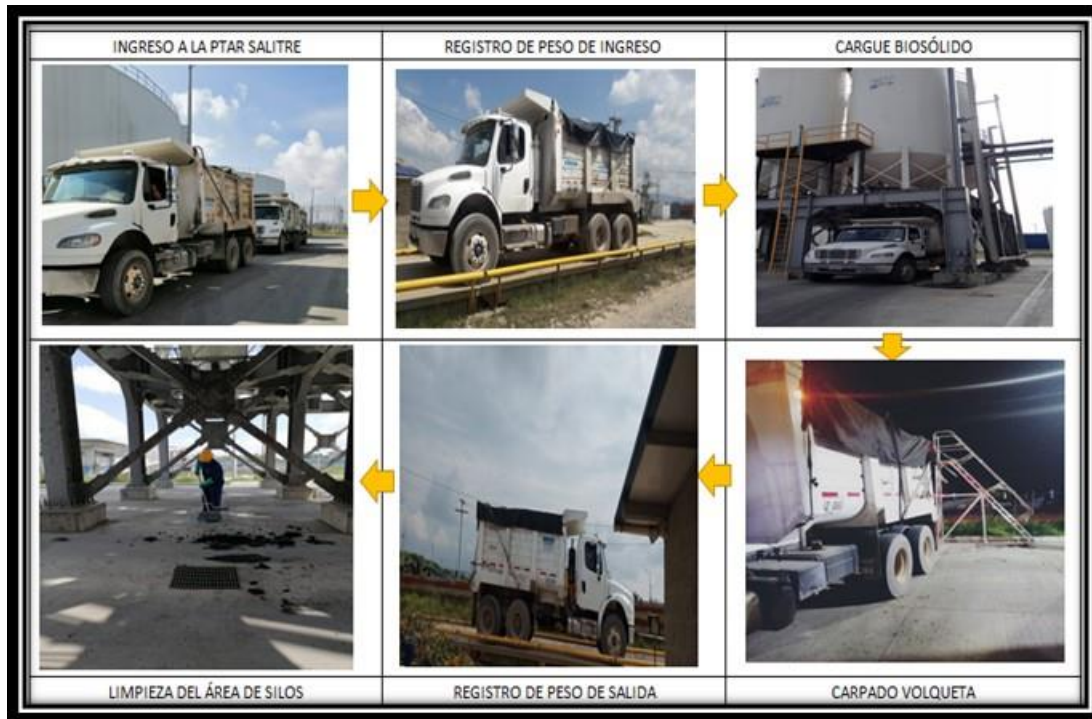 INGRESO A LA PTAR SALITRE
REGISTRO DE PESO DE INGRESO
CARGUE BIOSÓLIDO
LIMPIEZA DEL ÁREA DE SILOS
REGISTRO DE PESO DE SALIDA
CARPADO VOLQUETA